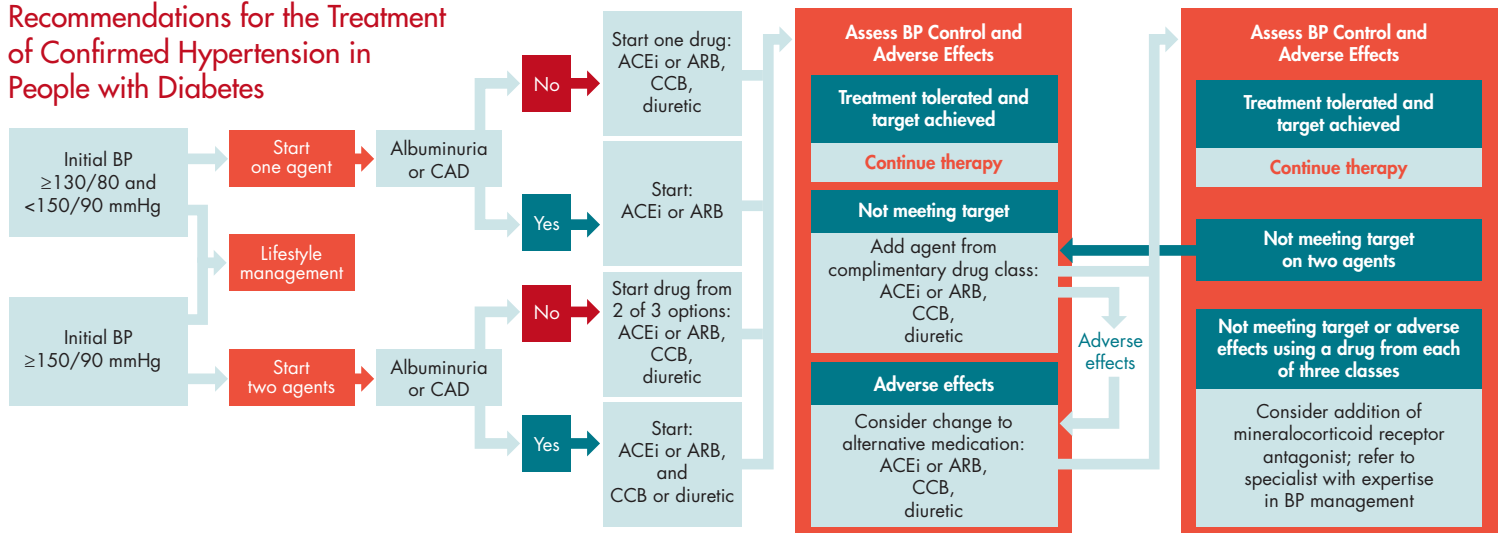 Recommendations for the Treatment
of Confirmed Hypertension in
People with Diabetes
Initial BP
≥130/80 and
<150/90 mmHg
Initial BP
≥150/90 mmHg
Start
one agent
Lifestyle
management
Start
two agents
Albuminuria
or CAD
Albuminuria
or CAD
No
Yes
No
Yes
Start one drug:
ACEi or ARB,
CCB,
diuretic
Start:
ACEi or ARB
Start drug from
2 of 3 options:
ACEi or ARB,
CCB,
diuretic
Start:
ACEi or ARB,
and
CCB or diuretic
Assess BP Control and
Adverse Effects
Treatment tolerated and
target achieved
Continue therapy
Not meeting target
Add agent from
complimentary drug class:
ACEi or ARB,
CCB,
diuretic
Adverse effects
Consider change to
alternative medication:
ACEi or ARB,
CCB,
diuretic
Adverse
effects
Assess BP Control and
Adverse Effects
Treatment tolerated and
target achieved
Continue therapy
Not meeting target
on two agents
Not meeting target or adverse
effects using a drug from each
of three classes
Consider addition of
mineralocorticoid receptor
antagonist; refer to
specialist with expertise
in BP management